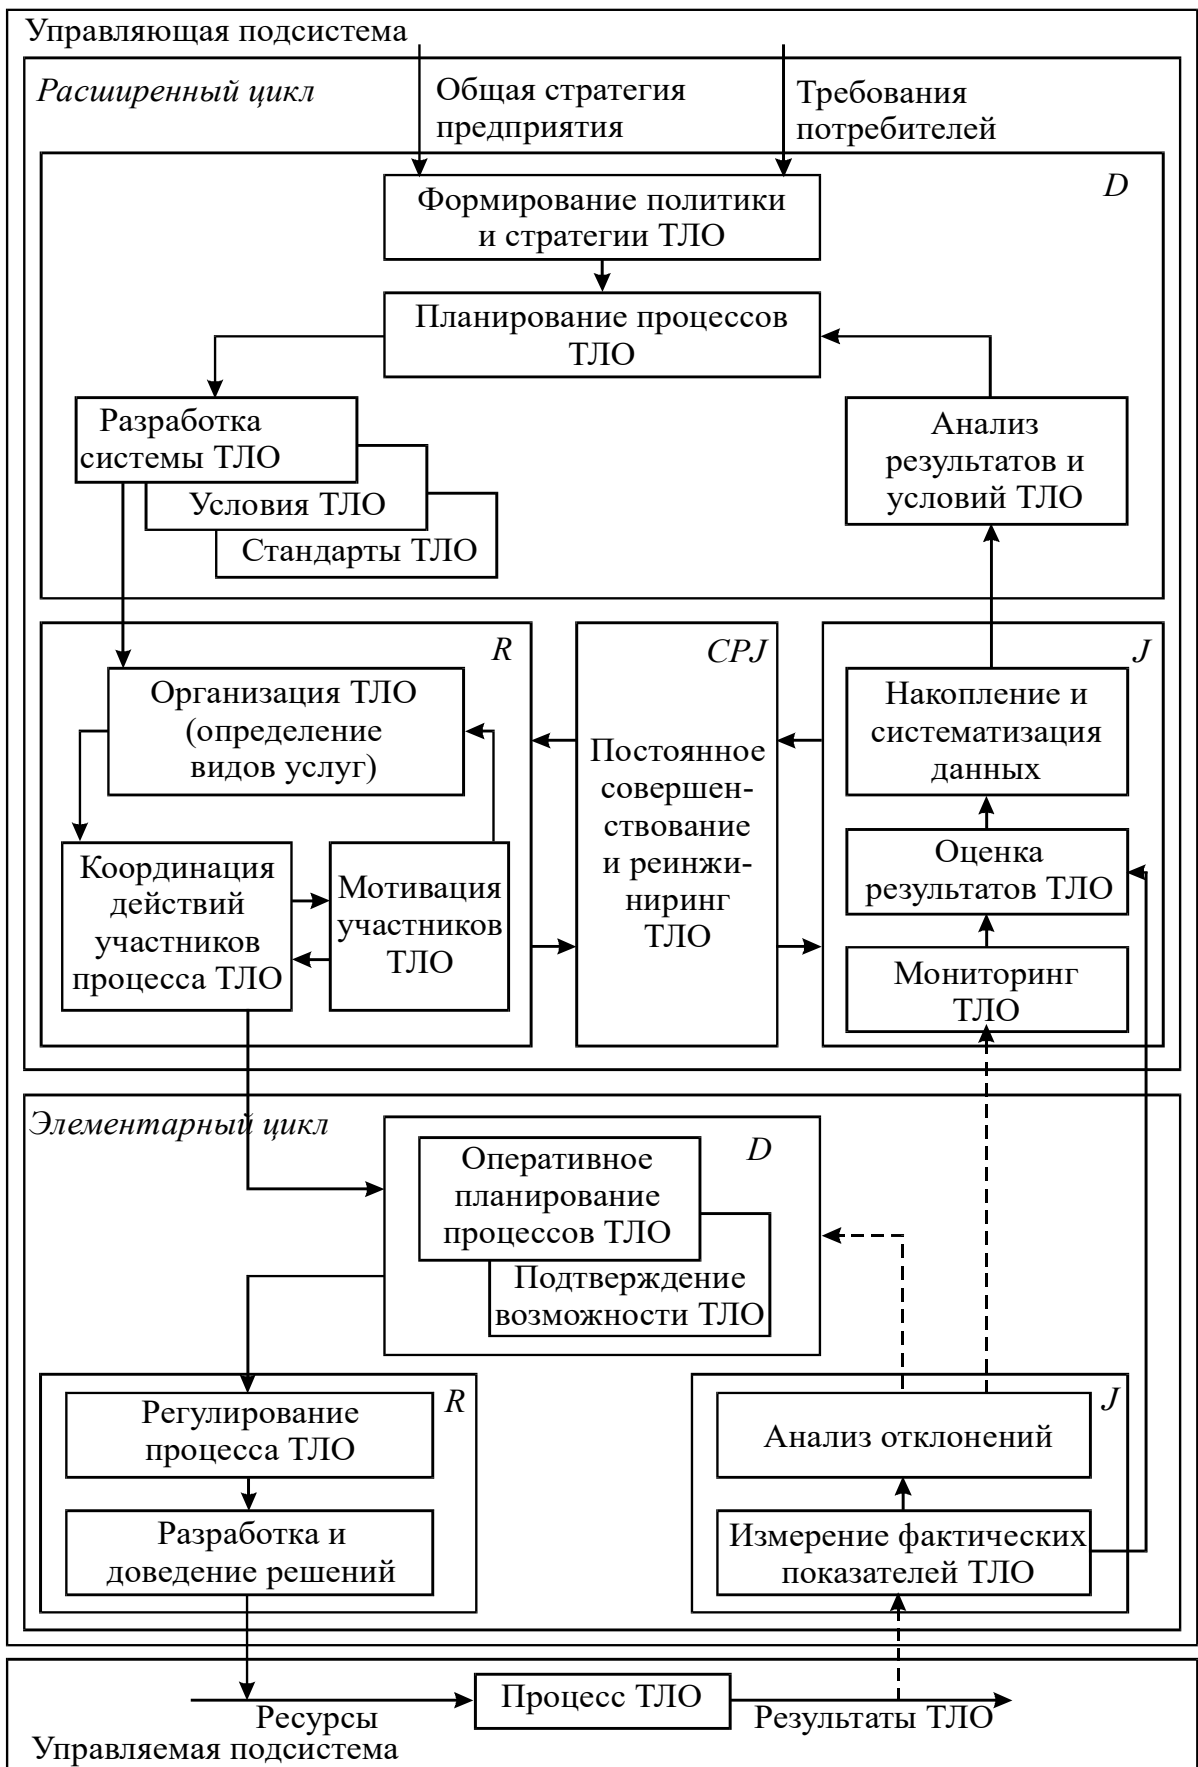 Управляющая подсистема
Расширенный цикл
Общая стратегия
предприятия
Требования
потребителей
D
Формирование политики
и стратегии ТЛО
Планирование процессов
ТЛО
Разработка
системы ТЛО
Условия ТЛО
Стандарты ТЛО
Анализ
результатов и
условий ТЛО
R
Организация ТЛО
(определение
видов услуг)
Координация
действий
участников
процесса ТЛО
Мотивация
участников
ТЛО
CPJ
Постоянное
совершен-
ствование
и реинжи-
ниринг
ТЛО
J
Накопление и
систематизация
данных
Оценка
результатов ТЛО
Мониторинг
ТЛО
Элементарный цикл
D
Оперативное
планирование
процессов ТЛО
Подтверждение
возможности ТЛО
R
Регулирование
процесса ТЛО
Разработка и
доведение решений
J
Анализ отклонений
Измерение фактических
показателей ТЛО
Процесс ТЛО
Ресурсы
Результаты ТЛО
Управляемая подсистема